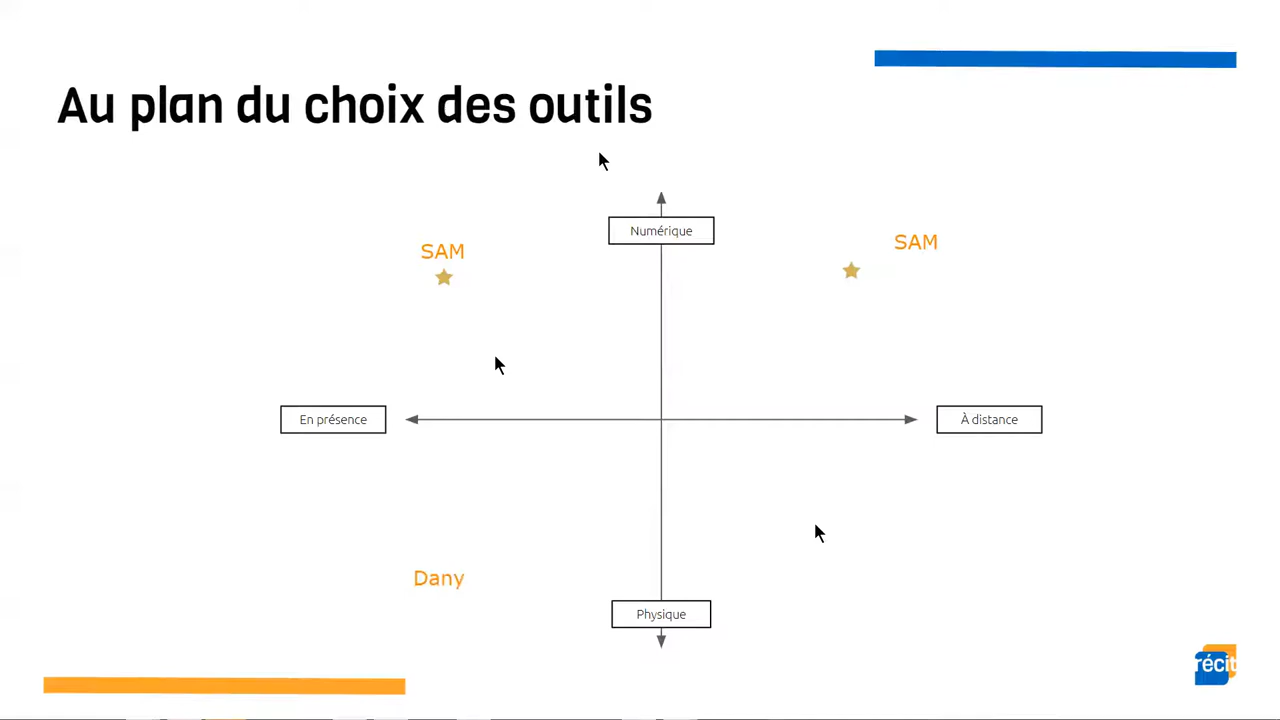 Au plan du choix des outils
Numérique
SAM
SAM
En présence
À distance
Dany
Physique
récit